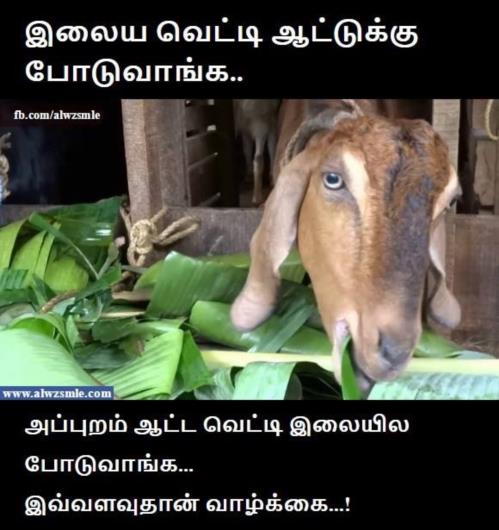 இலைய வெட்டி ஆட்டுக்கு
போடுவாங்க..
fb.com/alwzsmle
www.alwzsmle.com
அப்புறம் ஆட்ட வெட்டி இலையில
போடுவாங்க...
இவ்வளவுதான் வாழ்க்கை...!